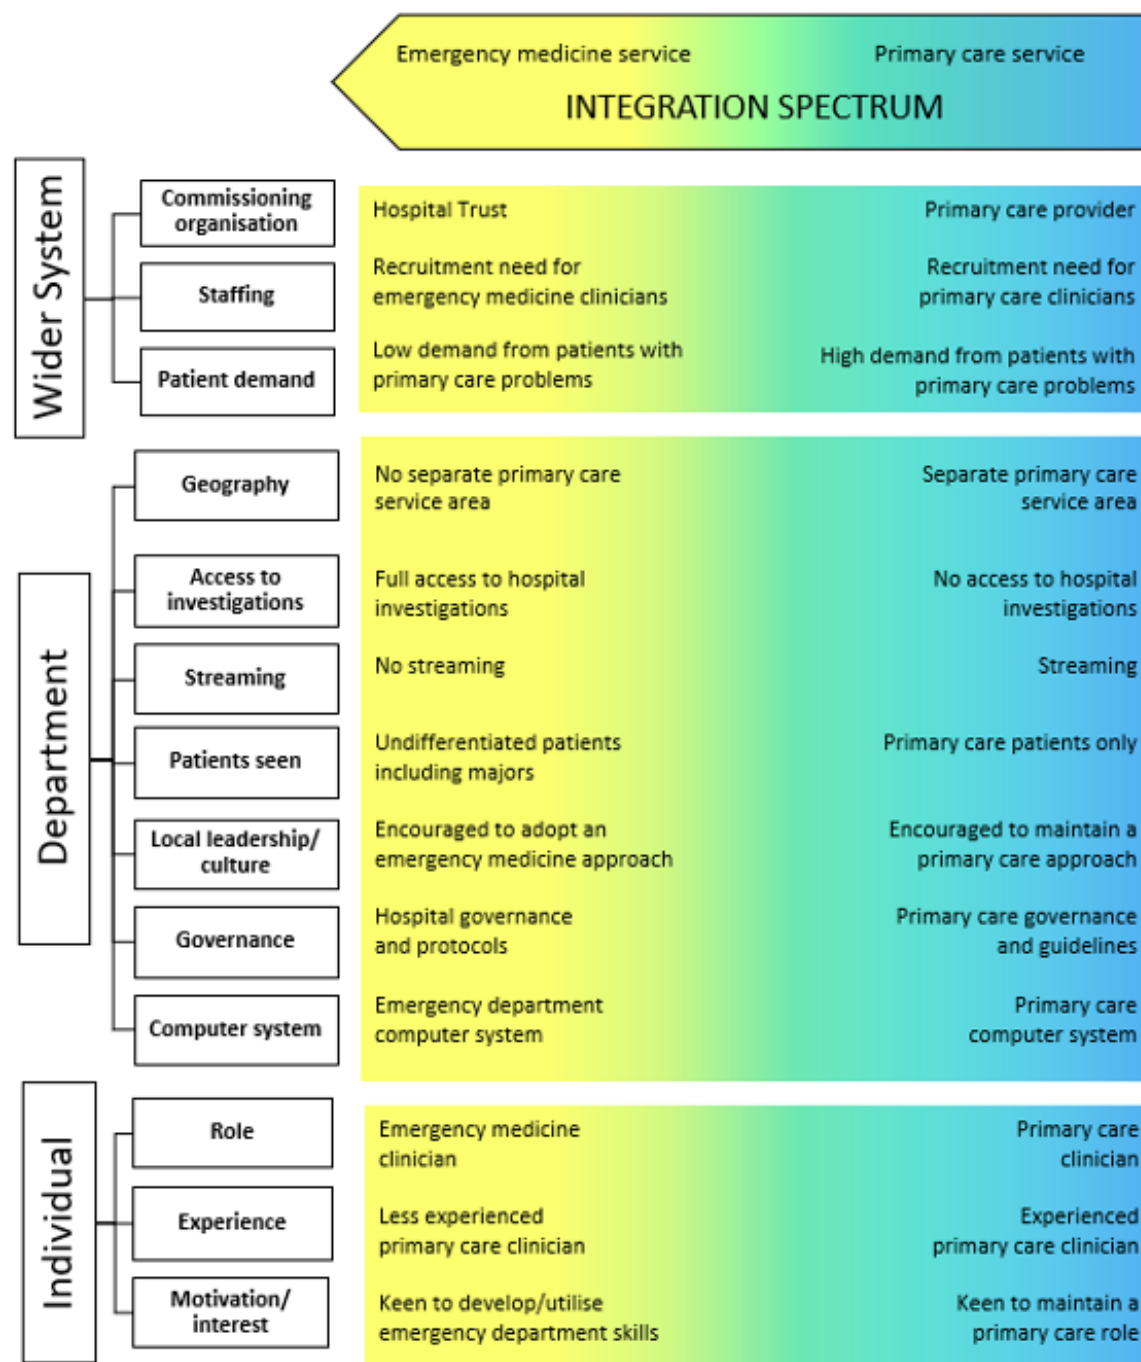 Emergency medicine service
Primary care service
INTEGRATION SPECTRUM
Wider System
Commissioning
organisation
Hospital Trust
Primary care provider
Staffing
Recruitment need for
emergency medicine clinicians
Recruitment need for
primary care clinicians
Patient demand
Low demand from patients with
primary care problems
High demand from patients with
primary care problems
Department
Geography
No separate primary care
service area
Separate primary care
service area
Access to
investigations
Full access to hospital
investigations
No access to hospital
investigations
Streaming
No streaming
Streaming
Patients seen
Undifferentiated patients
including majors
Primary care patients only
Local leadership/
culture
Encouraged to adopt an
emergency medicine approach
Encouraged to maintain a
primary care approach
Governance
Hospital governance
and protocols
Primary care governance
and guidelines
Computer system
Emergency department
computer system
Primary care
computer system
Individual
Role
Emergency medicine
clinician
Primary care
clinician
Experience
Less experienced
primary care clinician
Experienced
primary care clinician
Motivation/
interest
Keen to develop/utilise
emergency department skills
Keen to maintain a
primary care role